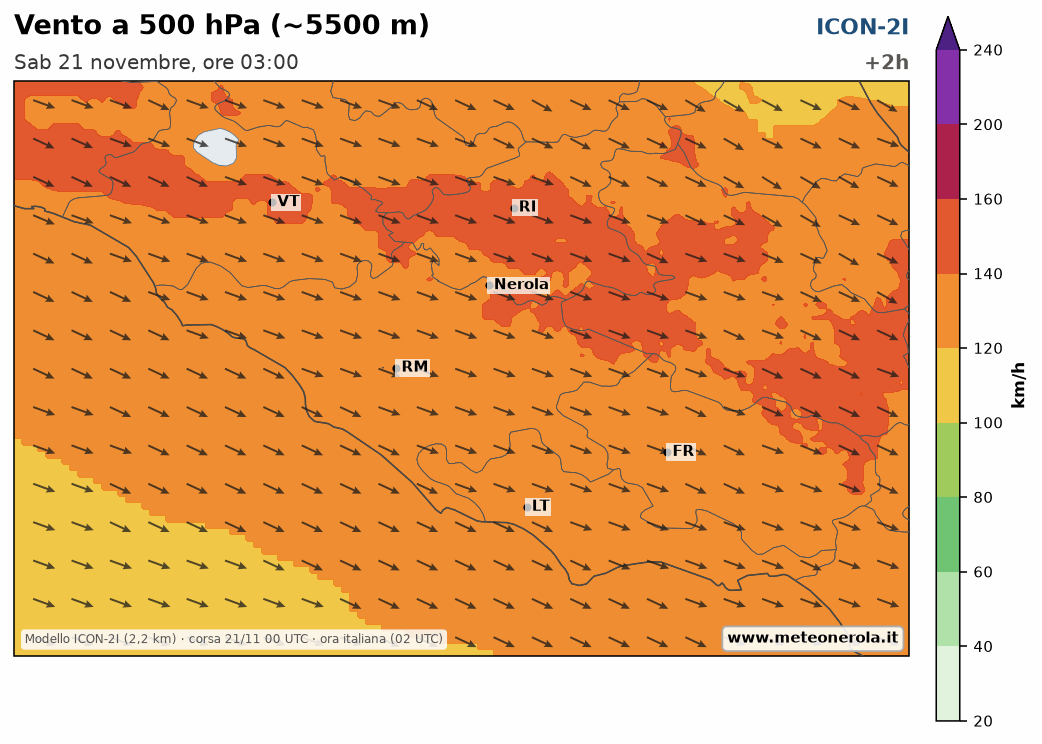 Vento a 500 hPa (~5500 m)
ICON-2I
Sab 21 novembre, ore 03:00
+2h
240
200
160
140
120
100
80
60
40
20
km/h
VT
RI
Nerola
RM
FR
LT
Modello ICON-2I (2,2 km) · corsa 21/11 00 UTC · ora italiana (02 UTC)
www.meteonerola.it